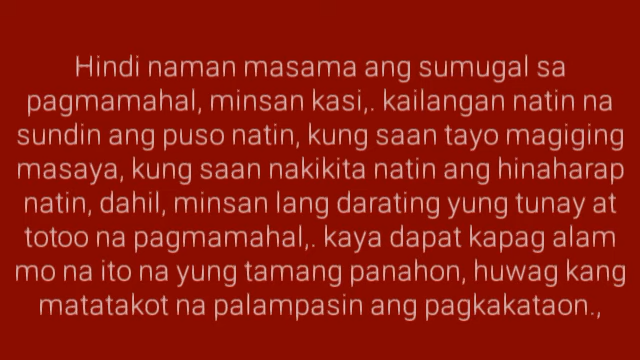 Hindi naman masama ang sumugal sa
pagmamahal, minsan kasi,. kailangan natin na
sundin ang puso natin, kung saan tayo magiging
masaya, kung saan nakikita natin ang hinaharap
natin, dahil, minsan lang darating yung tunay at
totoo na pagmamahal,. kaya dapat kapag alam
mo na ito na yung tamang panahon, huwag kang
matatakot na palampasin ang pagkakataon.,